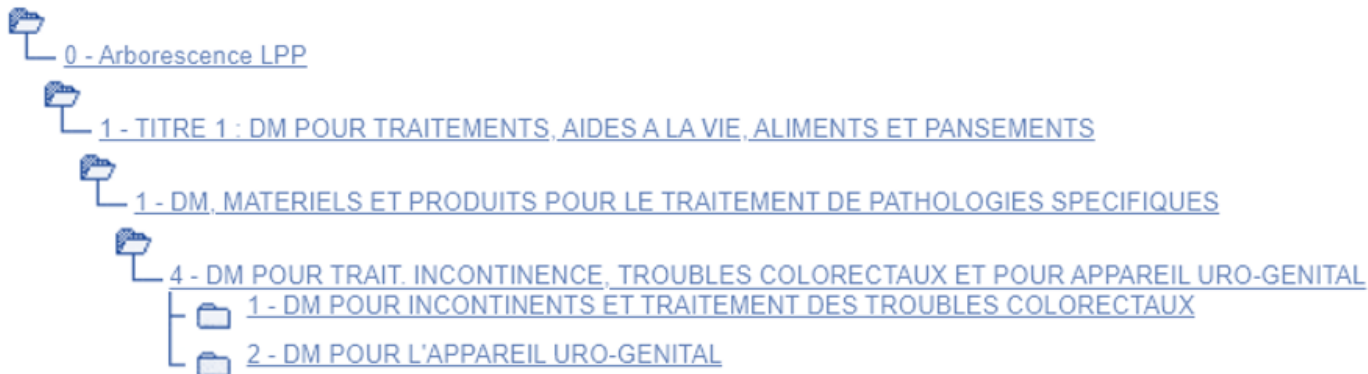 0 - Arborescence LPP
1 - TITRE 1 : DM POUR TRAITEMENTS, AIDES A LA VIE, ALIMENTS ET PANSEMENTS
1 - DM, MATERIELS ET PRODUITS POUR LE TRAITEMENT DE PATHOLOGIES SPECIFIQUES
4 - DM POUR TRAIT. INCONTINENCE, TROUBLES COLORECTAUX ET POUR APPAREIL URO-GENITAL
1 - DM POUR INCONTINENTS ET TRAITEMENT DES TROUBLES COLORECTAUX
2 - DM POUR L'APPAREIL URO-GENITAL